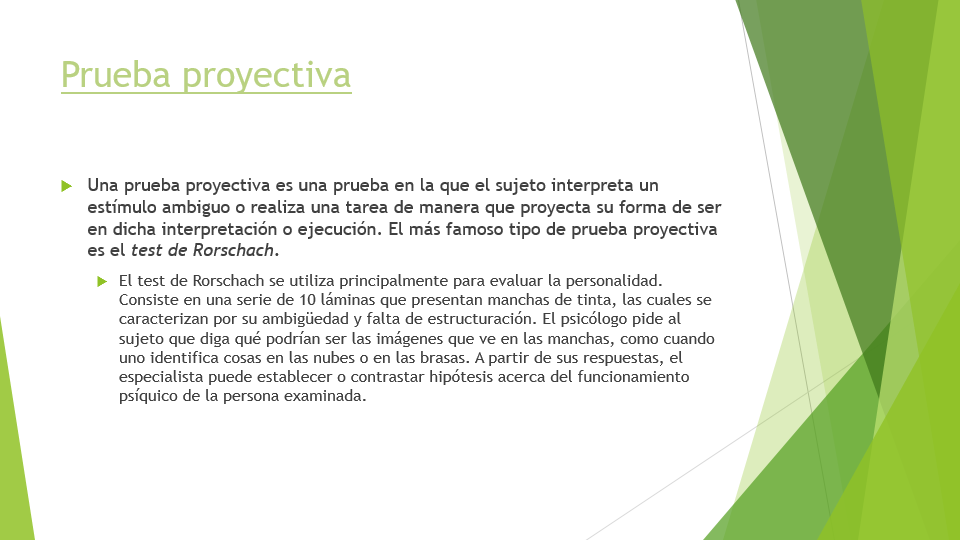 Prueba proyectiva
Una prueba proyectiva es una prueba en la que el sujeto interpreta un
estímulo ambiguo o realiza una tarea de manera que proyecta su forma de ser
en dicha interpretación o ejecución. El más famoso tipo de prueba proyectiva
es el test de Rorschach.
El test de Rorschach se utiliza principalmente para evaluar la personalidad.
Consiste en una serie de 10 láminas que presentan manchas de tinta, las cuales se
caracterizan por su ambigüedad y falta de estructuración. El psicólogo pide al
sujeto que diga qué podrían ser las imágenes que ve en las manchas, como cuando
uno identifica cosas en las nubes o en las brasas. A partir de sus respuestas, el
especialista puede establecer o contrastar hipótesis acerca del funcionamiento
psíquico de la persona examinada.